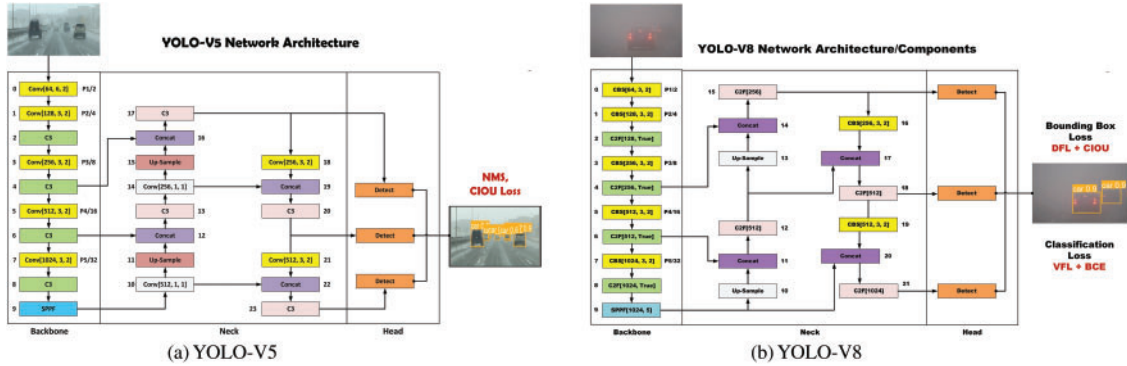 YOLO-V5 Network Architecture
0
Conv[64, 6, 2]
P1/2
1
Conv[128, 3, 2]
P2/4
2
C3
3
Conv[256, 3, 2]
P3/8
4
C3
5
Conv[512, 3, 2]
P4/16
6
C3
7
Conv[1024, 3, 2]
P5/32
8
C3
9
SPPF
17
C3
Concat
16
15
Up-Sample
14
Conv[256, 1, 1]
13
C3
Concat
12
11
Up-Sample
10
Conv[512, 1, 1]
Conv[256, 3, 2]
18
Concat
19
C3
20
Conv[512, 3, 2]
21
Concat
22
23
C3
Detect
Detect
Detect
NMS,
CIOU Loss
Backbone
Neck
Head
(a) YOLO-V5
YOLO-V8 Network Architecture/Components
0
CBS[64, 3, 2]
P1/2
1
CBS[128, 3, 2]
P2/4
2
C2F[128, True]
3
CBS[256, 3, 2]
P3/8
4
C2F[256, True]
5
CBS[512, 3, 2]
P4/16
6
C2F[512, True]
7
CBS[1024, 3, 2]
8
C2F[1024, True]
9
SPPF[1024, 5]
15
C2F[256]
Concat
14
Up-Sample
13
C2F[512]
12
Concat
11
Up-Sample
10
CBS[256, 3, 2]
16
Concat
17
C2F[512]
18
CBS[512, 3, 2]
19
Concat
20
C2F[1024]
21
Detect
Detect
Detect
Bounding Box
Loss
DFL + CIOU
Classification
Loss
VFL + BCE
Backbone
Neck
Head
(b) YOLO-V8